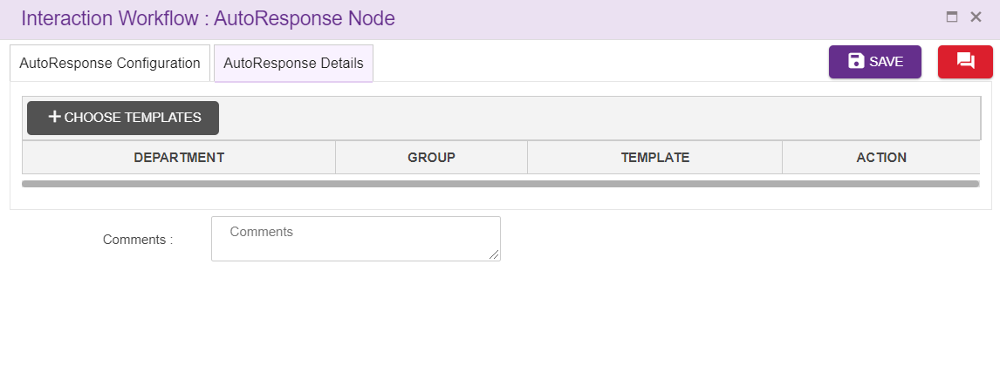 Interaction Workflow : AutoResponse Node
AutoResponse Configuration
AutoResponse Details
SAVE
CHOOSE TEMPLATES
DEPARTMENT
GROUP
TEMPLATE
ACTION
Comments :
Comments